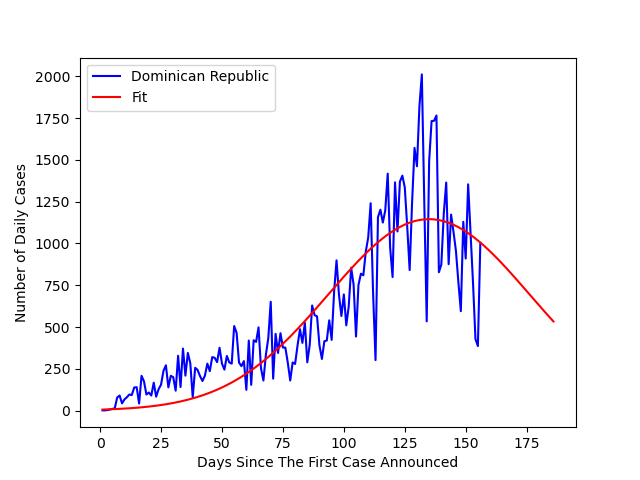 Dominican Republic
Fit
Number of Daily Cases
2000
1750
1500
1250
1000
750
500
250
0
0 25 50 75 100 125 150 175
Days Since The First Case Announced